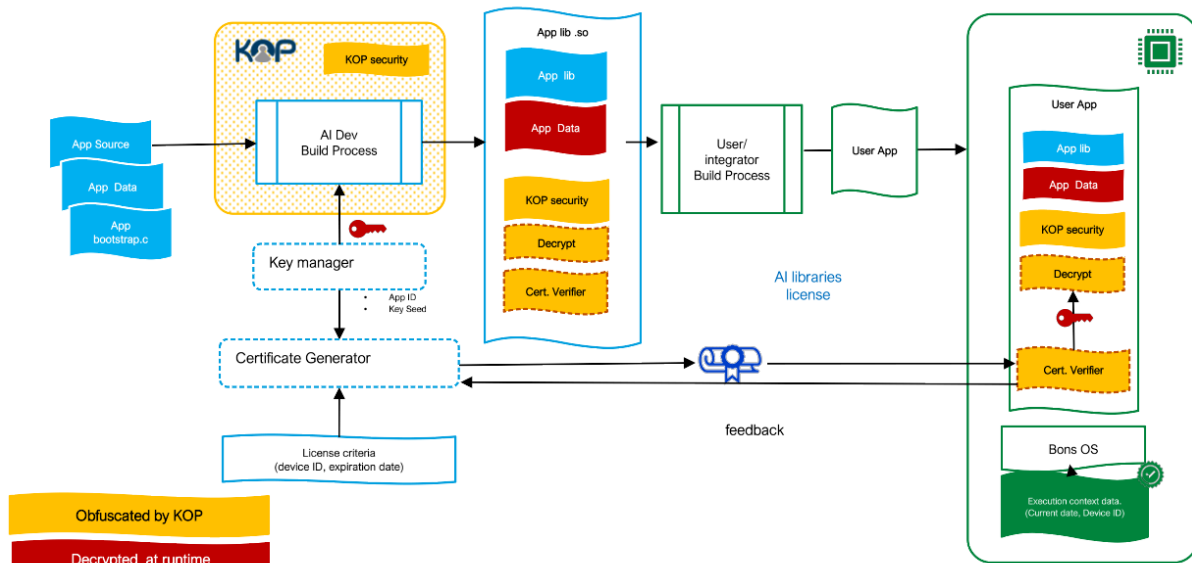 KOP
KOP security
AI Dev
Build Process
App Source
App Data
App
bootstrap.c
Key manager
• App ID
• Key Seed
Certificate Generator
License criteria
(device ID, expiration date)
Obfuscated by KOP
Decrypted at runtime
App lib .so
App lib
App Data
KOP security
Decrypt
Cert. Verifier
User/
integrator
Build Process
User App
AI libraries
license
feedback
User App
App lib
App Data
KOP security
Decrypt
Cert. Verifier
Bons OS
Execution context data.
(Current date, Device ID)